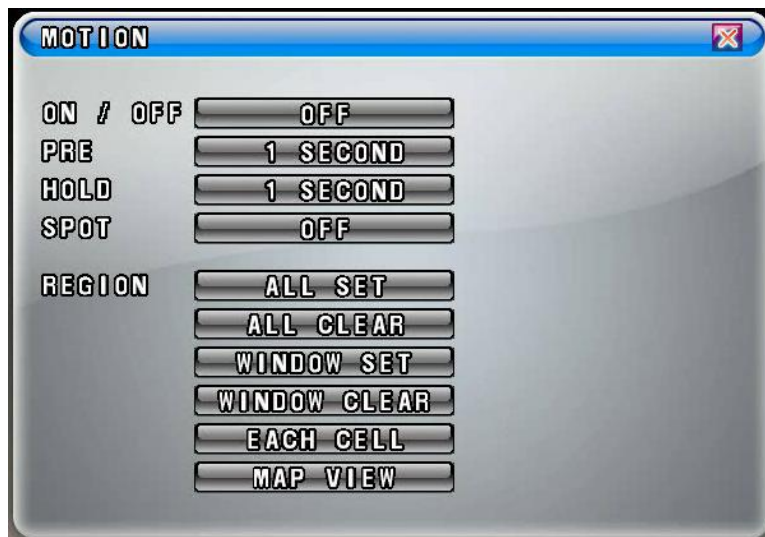 MOTION
ON / OFF OFF
PRE 1 SECOND
HOLD 1 SECOND
SPOT OFF
REGION ALL SET
ALL CLEAR
WINDOW SET
WINDOW CLEAR
EACH CELL
MAP VIEW